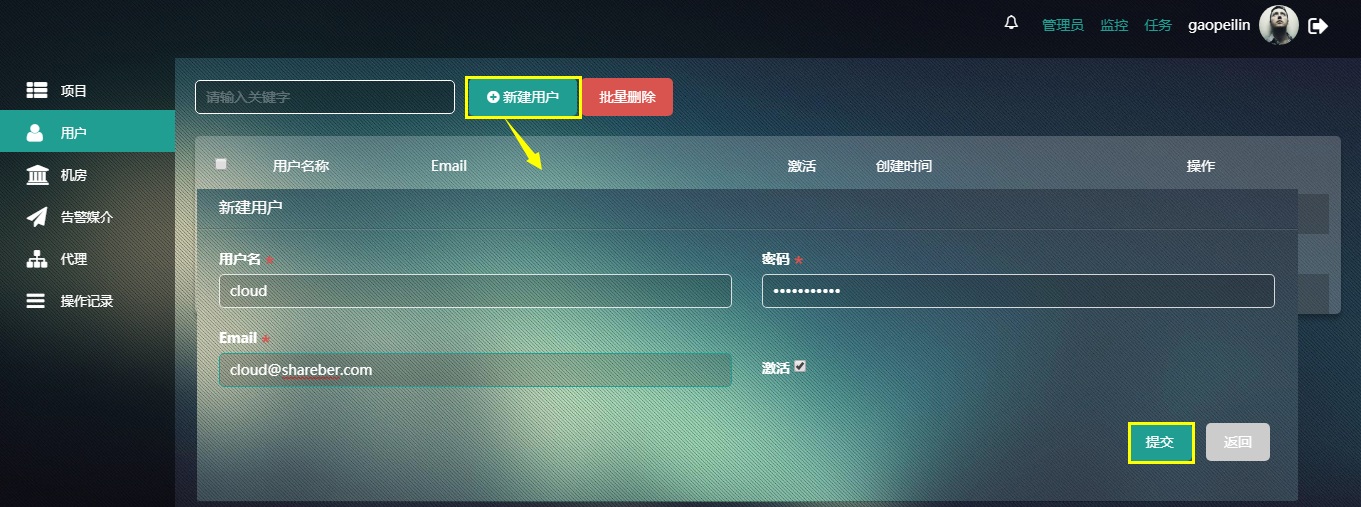 管理员 监控 任务 gaopeilin
项目
用户
机房
告警媒介
代理
操作记录
请输入关键字 新建用户 批量删除
用户名称 Email 激活 创建时间 操作
新建用户
用户名 * 密码 *
cloud •••••••••••
Email *
cloud@shareber.com 激活
提交 返回